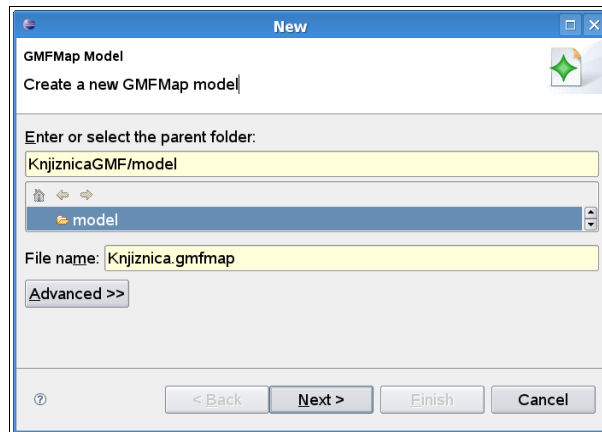 New
GMFMap Model
Create a new GMFMap model
Enter or select the parent folder:
KnjiznicaGMF/model
model
File name: Knjiznica.gmfmap
Advanced >>
? < Back Next > Finish Cancel